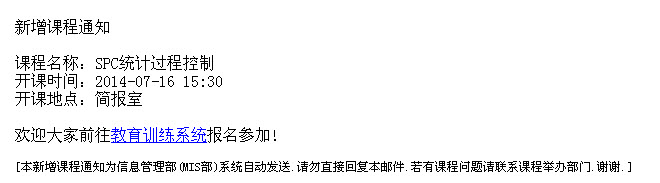 新增课程通知
课程名称：SPC统计过程控制
开课时间：2014-07-16 15:30
开课地点：简报室
欢迎大家前往教育训练系统报名参加!
[本新增课程通知为信息管理部(MIS部)系统自动发送.请勿直接回复本邮件.若有课程问题请联系课程举办部门.谢谢.]